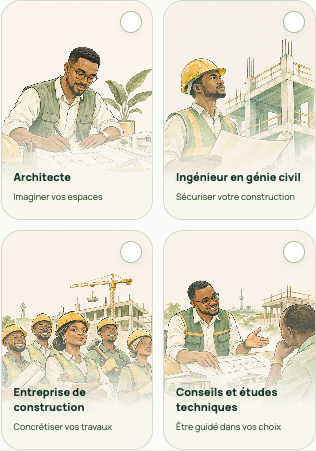 Architecte
Imaginer vos espaces
Ingénieur en génie civil
Sécuriser votre construction
Entreprise de
construction
Concrétiser vos travaux
Conseils et études
techniques
Être guidé dans vos choix